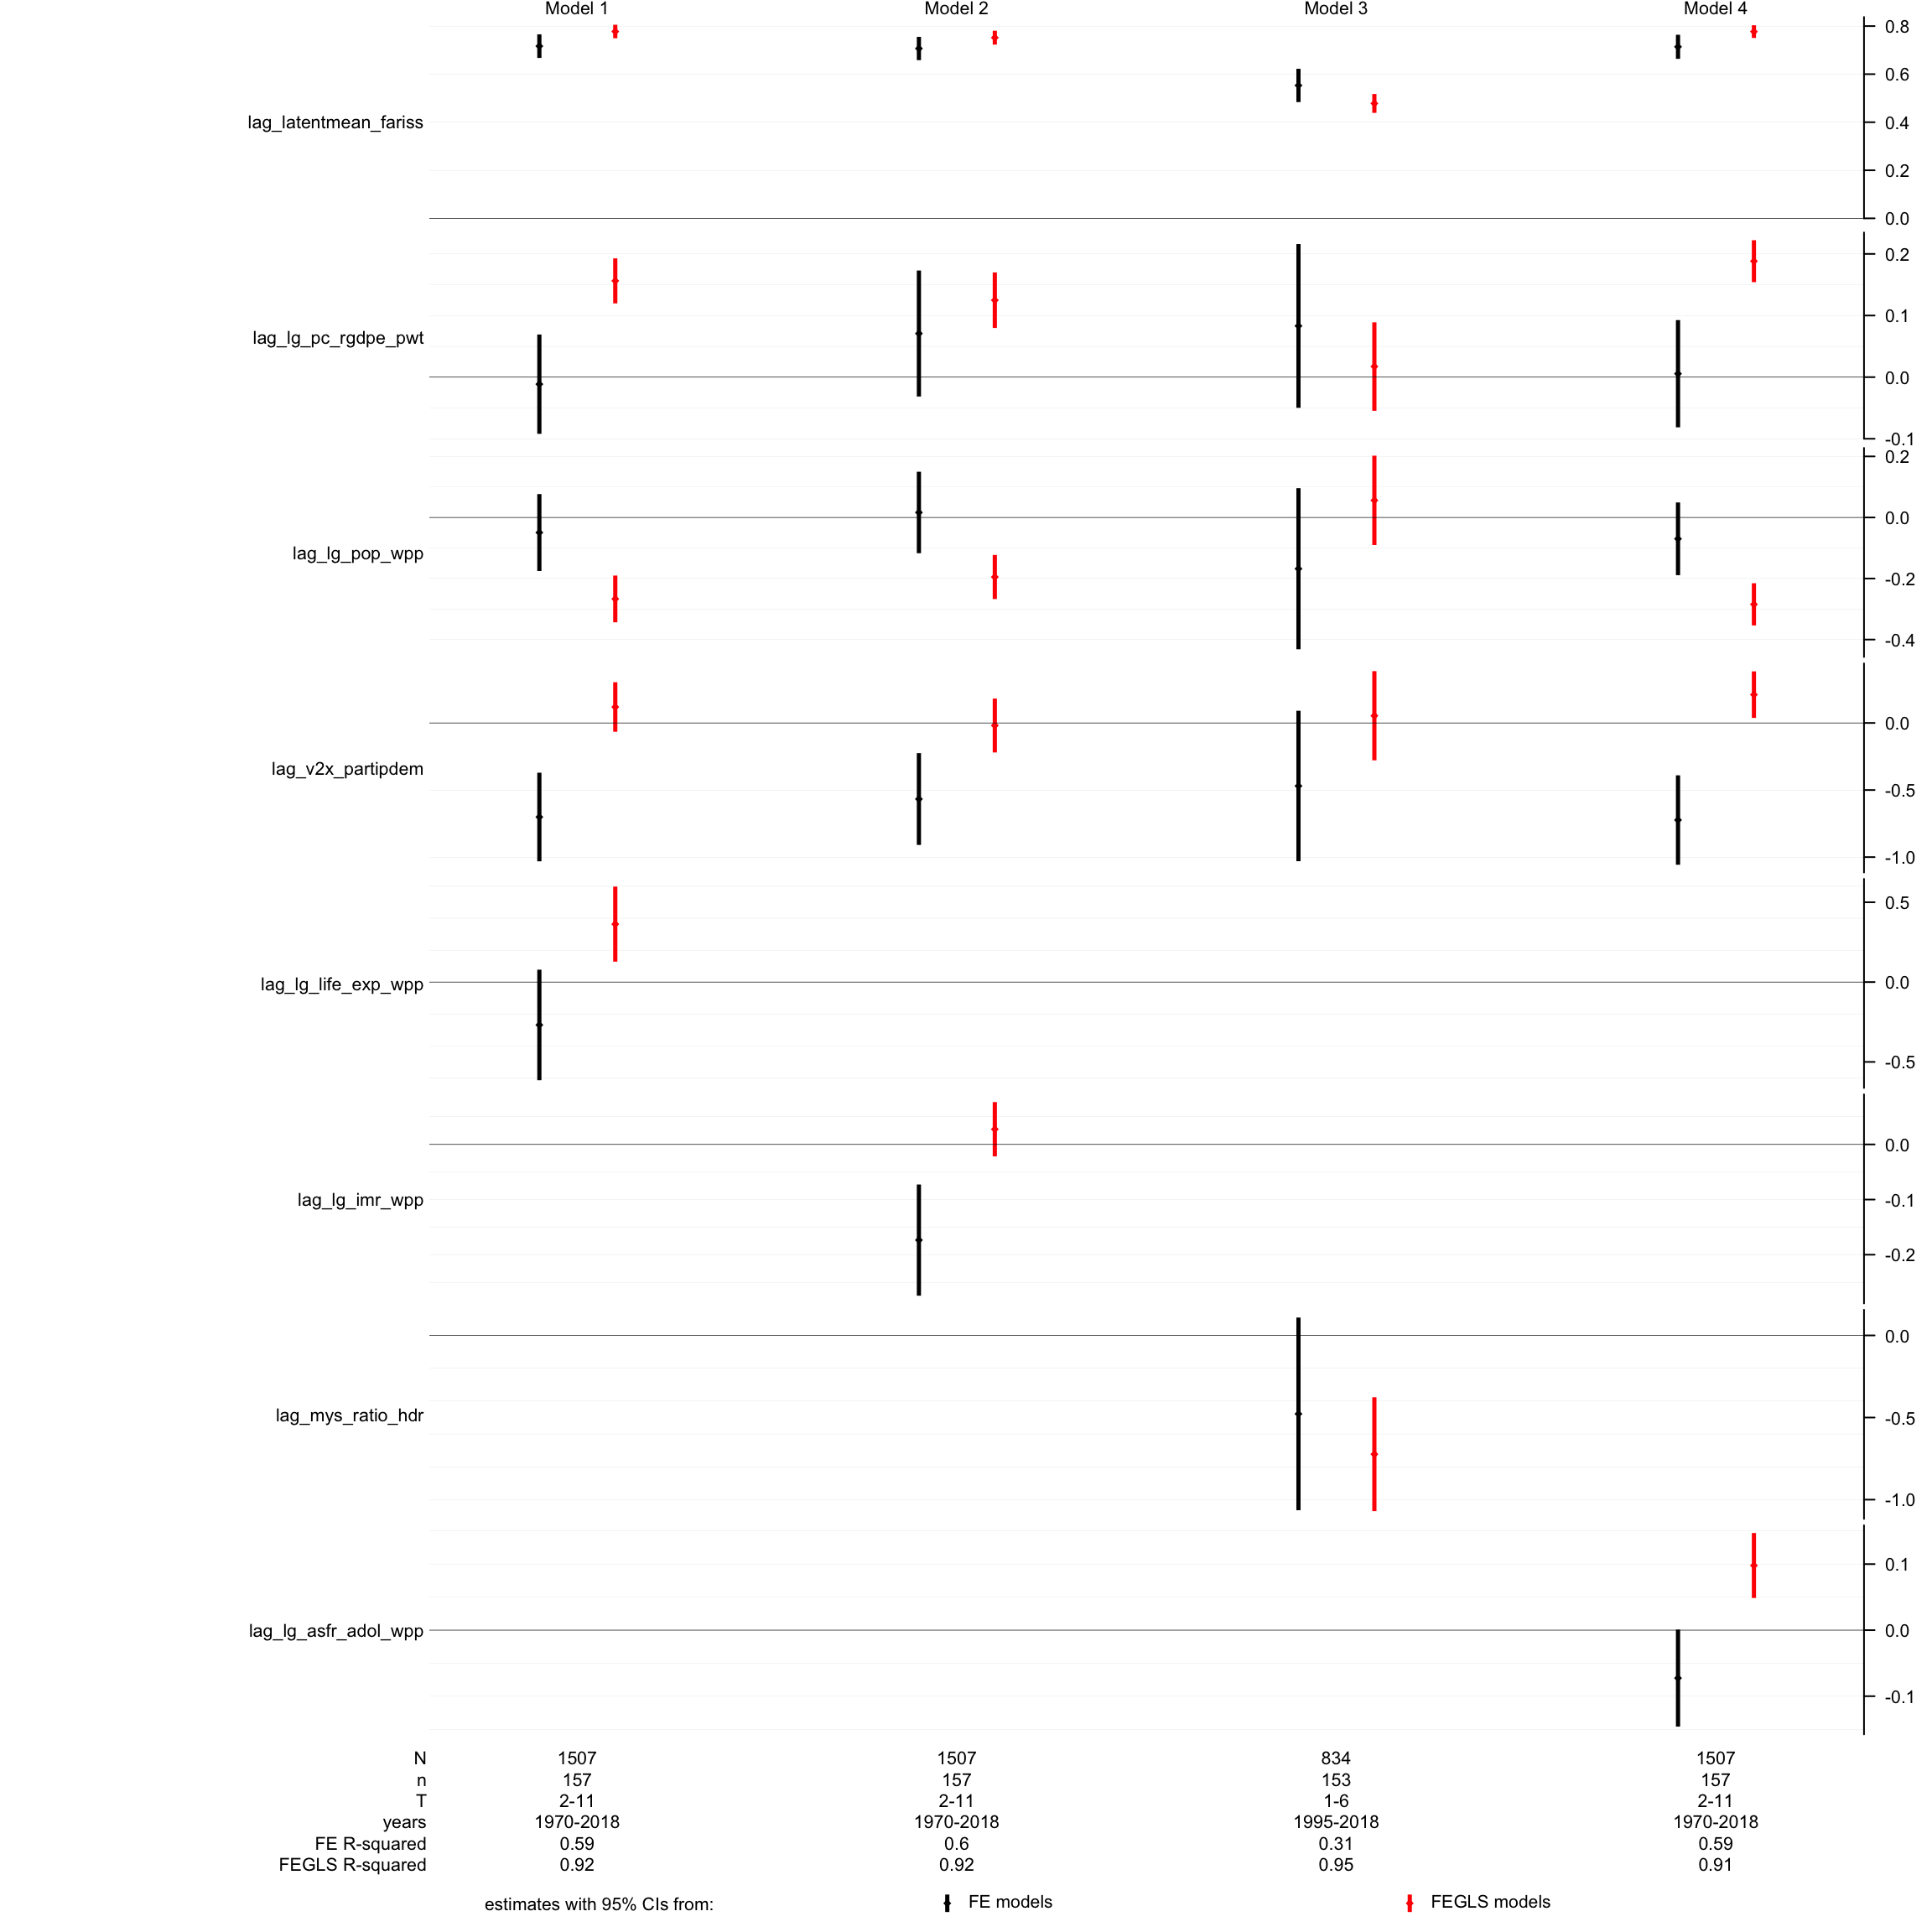 Model 1 Model 2 Model 3 Model 4
lag_latentmean_fariss
0.8
0.6
0.4
0.2
0.0
lag_lg_pc_rgdpe_pwt
0.2
0.1
0.0
-0.1
lag_lg_pop_wpp
0.2
0.0
-0.2
-0.4
lag_v2x_partipdem
0.0
-0.5
-1.0
lag_lg_life_exp_wpp
0.5
0.0
-0.5
lag_lg_imr_wpp
0.0
-0.1
-0.2
lag_mys_ratio_hdr
0.0
-0.5
-1.0
lag_lg_asfr_adol_wpp
0.1
0.0
-0.1
N 1507 1507 834 1507
n 157 157 153 157
T 2-11 2-11 1-6 2-11
years 1970-2018 1970-2018 1995-2018 1970-2018
FE R-squared 0.59 0.6 0.31 0.59
FEGLS R-squared 0.92 0.92 0.95 0.91
estimates with 95% CIs from: FE models FEGLS models